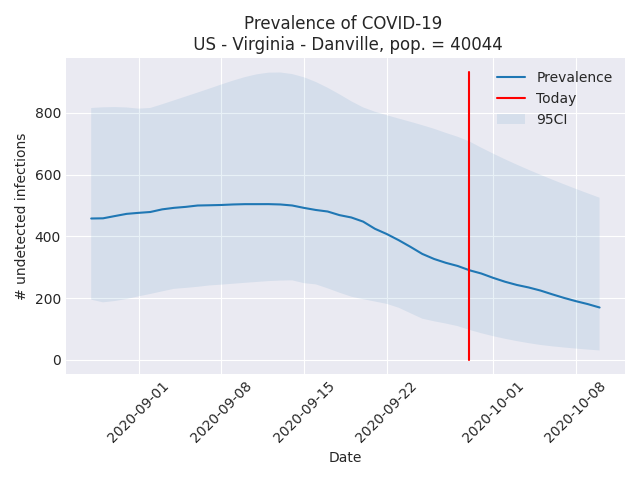 Prevalence of COVID-19
US - Virginia - Danville, pop. = 40044
Prevalence
Today
95CI
# undetected infections
800
600
400
200
0
2020-09-01
2020-09-08
2020-09-15
2020-09-22
2020-10-01
2020-10-08
Date